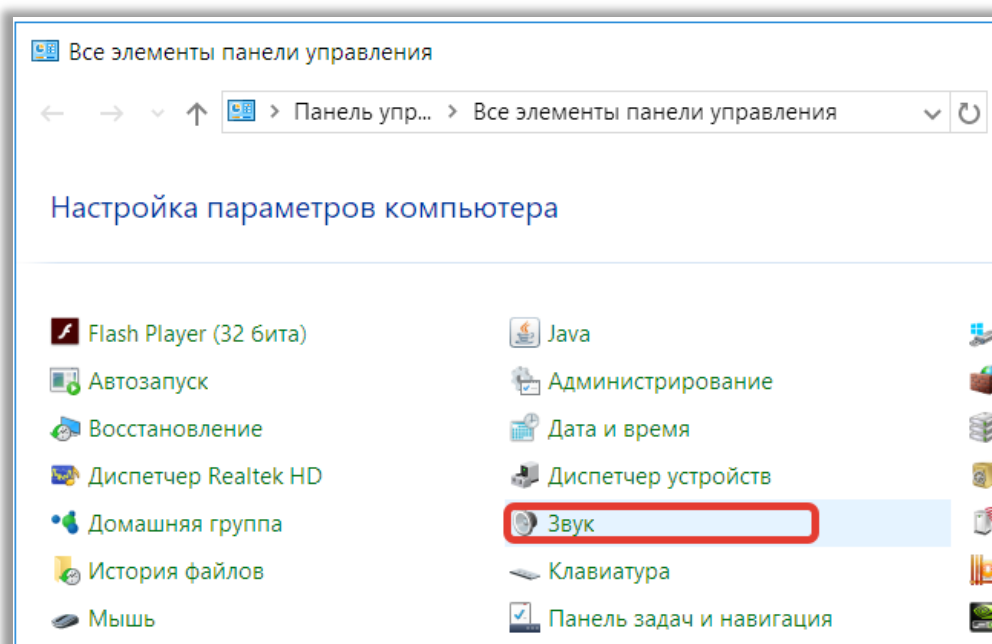 Все элементы панели управления
Панель упр... > Все элементы панели управления
Настройка параметров компьютера
Flash Player (32 бита)
Java
Автозапуск
Администрирование
Восстановление
Дата и время
Диспетчер Realtek HD
Диспетчер устройств
Домашняя группа
Звук
История файлов
Клавиатура
Мышь
Панель задач и навигация